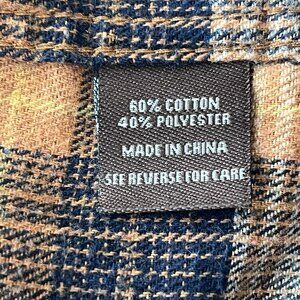 60% COTTON
40% POLYESTER
MADE IN CHINA
SEE REVERSE FOR CARE